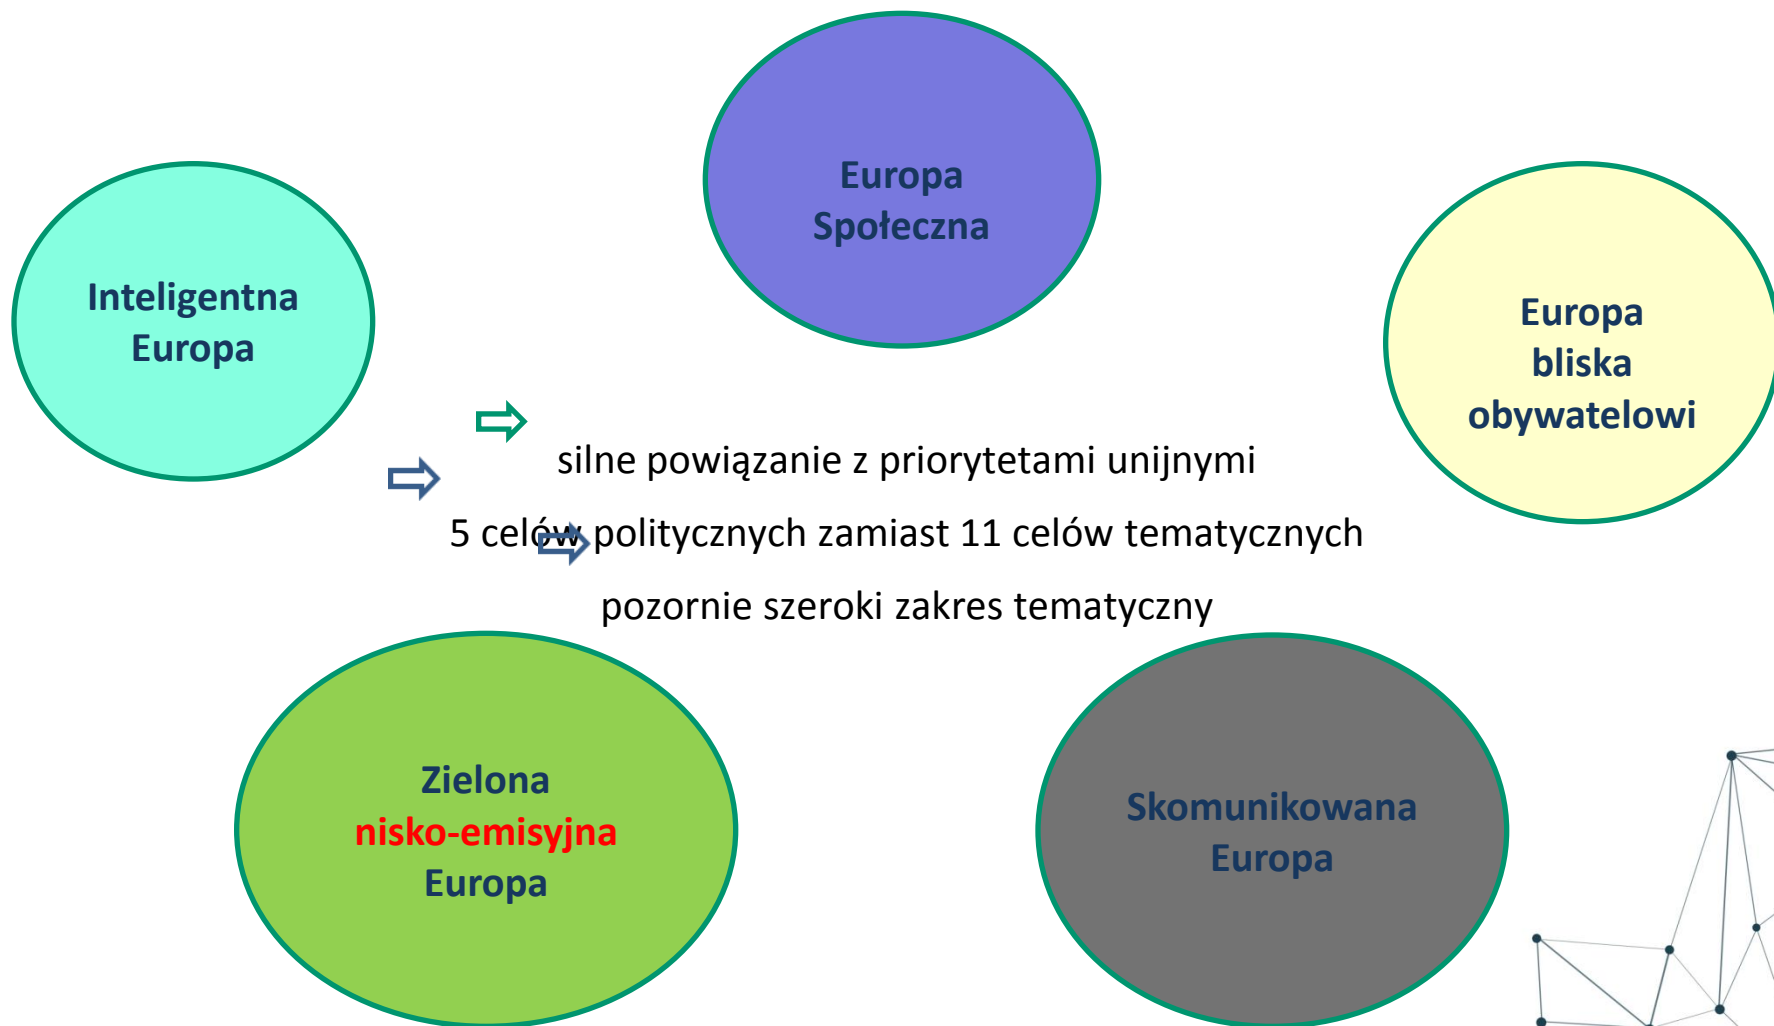 Europa
Społeczna
Inteligentna
Europa
Europa
bliska
obywatelowi
silne powiązanie z priorytetami unijnymi
5 celów politycznych zamiast 11 celów tematycznych
pozornie szeroki zakres tematyczny
Zielona
nisko-emisyjna
Europa
Skomunikowana
Europa